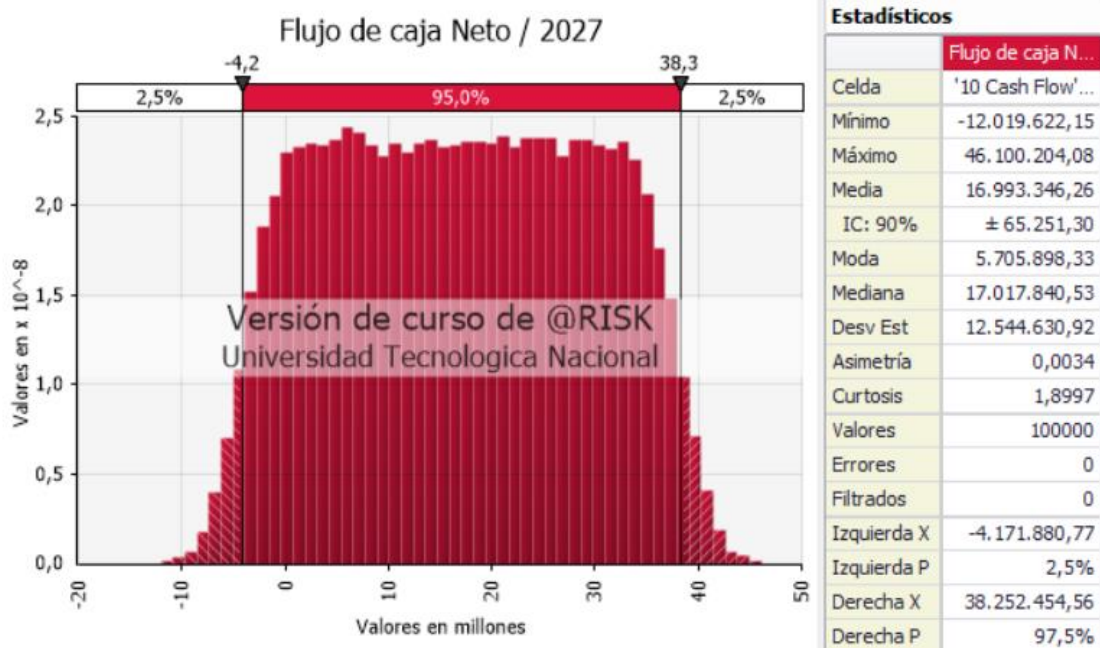 Flujo de caja Neto / 2027
-4,2 38,3
2,5% 95,0% 2,5%
Valores en x 10^-8
2,5
2,0
1,5
1,0
0,5
0,0
-20 -10 0 10 20 30 40 50
Valores en millones
Versión de curso de @RISK
Universidad Tecnologica Nacional
Estadísticos
Flujo de caja N...
Celda '10 Cash Flow'...
Mínimo -12.019.622,15
Máximo 46.100.204,08
Media 16.993.346,26
IC: 90% ± 65.251,30
Moda 5.705.898,33
Mediana 17.017.840,53
Desv Est 12.544.630,92
Asimetría 0,0034
Curtosis 1,8997
Valores 100000
Errores 0
Filtrados 0
Izquierda X -4.171.880,77
Izquierda P 2,5%
Derecha X 38.252.454,56
Derecha P 97,5%